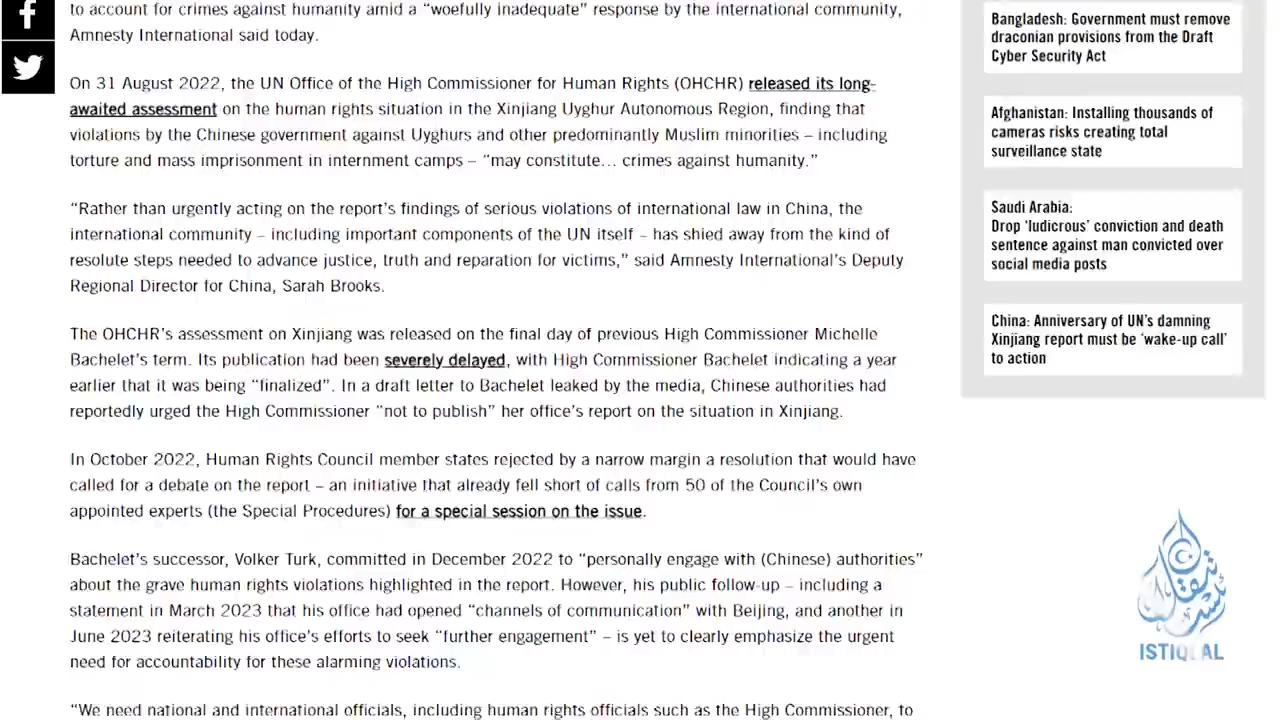 to account for crimes against humanity amid a “woefully inadequate” response by the international community,
Amnesty International said today.
On 31 August 2022, the UN Office of the High Commissioner for Human Rights (OHCHR) released its long-
awaited assessment on the human rights situation in the Xinjiang Uyghur Autonomous Region, finding that
violations by the Chinese government against Uyghurs and other predominantly Muslim minorities – including
torture and mass imprisonment in internment camps – “may constitute… crimes against humanity.”
“Rather than urgently acting on the report’s findings of serious violations of international law in China, the
international community – including important components of the UN itself – has shied away from the kind of
resolute steps needed to advance justice, truth and reparation for victims,” said Amnesty International’s Deputy
Regional Director for China, Sarah Brooks.
The OHCHR’s assessment on Xinjiang was released on the final day of previous High Commissioner Michelle
Bachelet’s term. Its publication had been severely delayed, with High Commissioner Bachelet indicating a year
earlier that it was being “finalized”. In a draft letter to Bachelet leaked by the media, Chinese authorities had
reportedly urged the High Commissioner “not to publish” her office’s report on the situation in Xinjiang.
In October 2022, Human Rights Council member states rejected by a narrow margin a resolution that would have
called for a debate on the report – an initiative that already fell short of calls from 50 of the Council’s own
appointed experts (the Special Procedures) for a special session on the issue.
Bachelet’s successor, Volker Turk, committed in December 2022 to “personally engage with (Chinese) authorities”
about the grave human rights violations highlighted in the report. However, his public follow-up – including a
statement in March 2023 that his office had opened “channels of communication” with Beijing, and another in
June 2023 reiterating his office’s efforts to seek “further engagement” – is yet to clearly emphasize the urgent
need for accountability for these alarming violations.
“We need national and international officials, including human rights officials such as the High Commissioner, to
Bangladesh: Government must remove
draconian provisions from the Draft
Cyber Security Act
Afghanistan: Installing thousands of
cameras risks creating total
surveillance state
Saudi Arabia:
Drop ‘ludicrous’ conviction and death
sentence against man convicted over
social media posts
China: Anniversary of UN’s damning
Xinjiang report must be ‘wake-up call’
to action
ISTIQLAL